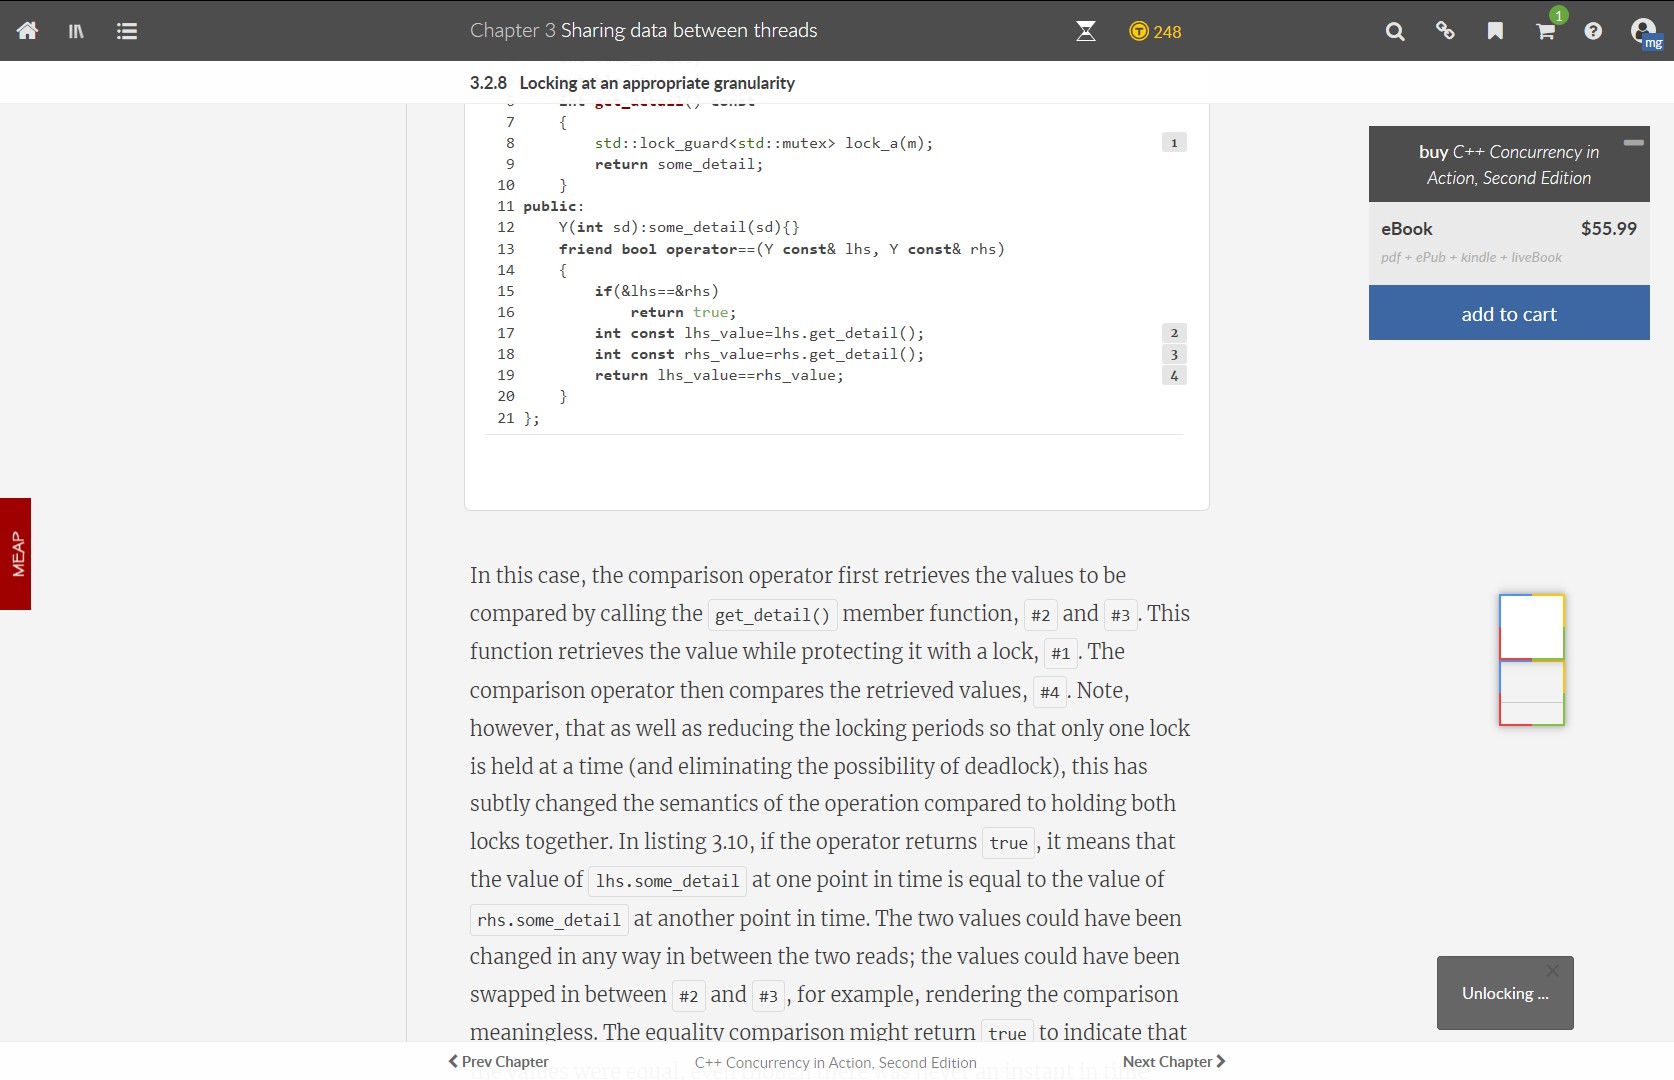 Chapter 3 Sharing data between threads
248
1
mg
3.2.8 Locking at an appropriate granularity
7 {
8 std::lock_guard<std::mutex> lock_a(m); 1
9 return some_detail;
10 }
11 public:
12 Y(int sd):some_detail(sd){}
13 friend bool operator==(Y const& lhs, Y const& rhs)
14 {
15 if(&lhs==&rhs)
16 return true;
17 int const lhs_value=lhs.get_detail(); 2
18 int const rhs_value=rhs.get_detail(); 3
19 return lhs_value==rhs_value; 4
20 }
21 };
In this case, the comparison operator first retrieves the values to be
compared by calling the get_detail() member function, #2 and #3. This
function retrieves the value while protecting it with a lock, #1. The
comparison operator then compares the retrieved values, #4. Note,
however, that as well as reducing the locking periods so that only one lock
is held at a time (and eliminating the possibility of deadlock), this has
subtly changed the semantics of the operation compared to holding both
locks together. In listing 3.10, if the operator returns true, it means that
the value of lhs.some_detail at one point in time is equal to the value of
rhs.some_detail at another point in time. The two values could have been
changed in any way in between the two reads; the values could have been
swapped in between #2 and #3, for example, rendering the comparison
meaningless. The equality comparison might return true to indicate that
Prev Chapter
C++ Concurrency in Action, Second Edition
Next Chapter
MEAP
buy C++ Concurrency in
Action, Second Edition
eBook $55.99
pdf + ePub + kindle + liveBook
add to cart
Unlocking ...